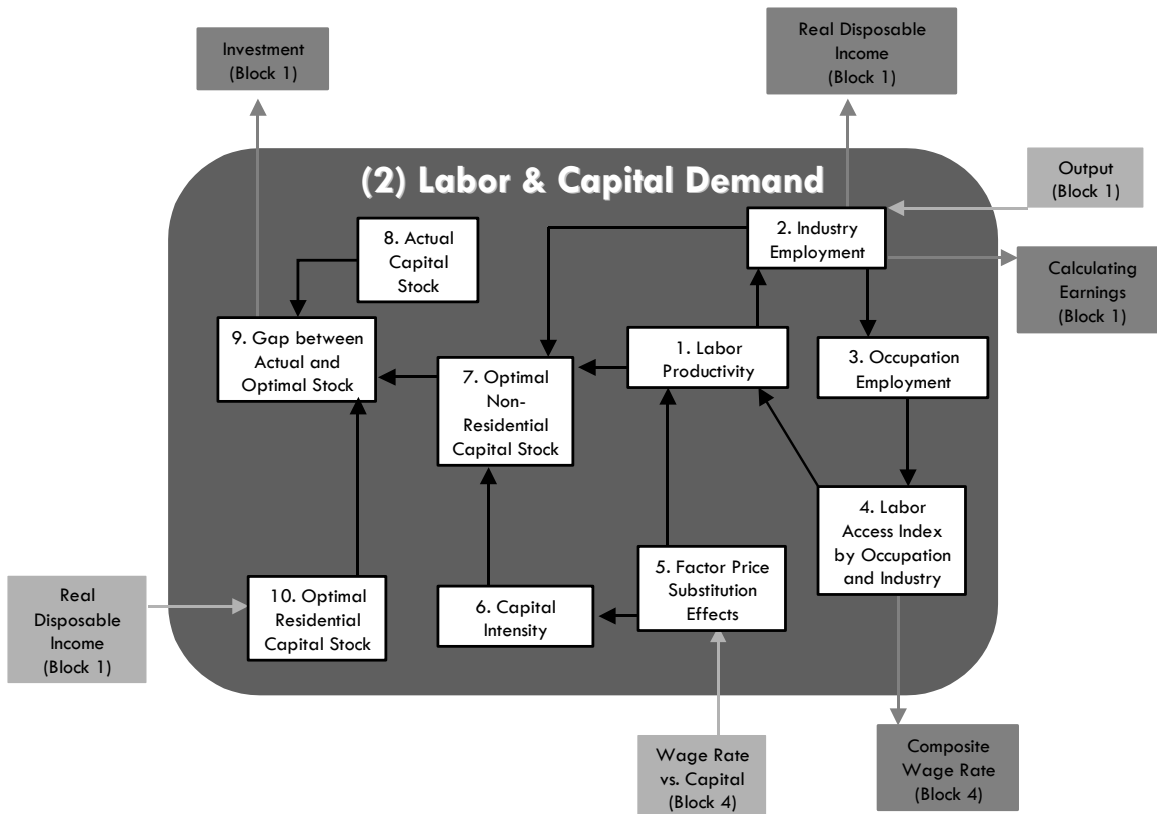 Investment
(Block 1)
Real Disposable
Income
(Block 1)
(2) Labor & Capital Demand
Output
(Block 1)
8. Actual
Capital
Stock
2. Industry
Employment
Calculating
Earnings
(Block 1)
9. Gap between
Actual and
Optimal Stock
7. Optimal
Non-
Residential
Capital Stock
1. Labor
Productivity
3. Occupation
Employment
4. Labor
Access Index
by Occupation
and Industry
5. Factor Price
Substitution
Effects
6. Capital
Intensity
10. Optimal
Residential
Capital Stock
Real
Disposable
Income
(Block 1)
Wage Rate
vs. Capital
(Block 4)
Composite
Wage Rate
(Block 4)